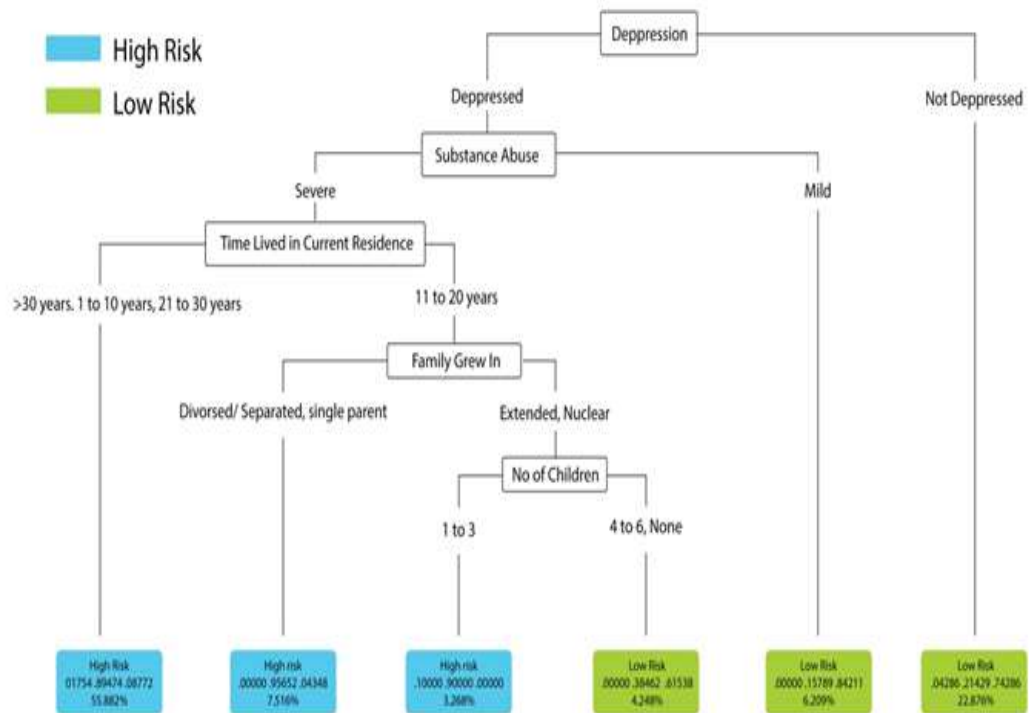 High Risk
Low Risk
Deppression
Deppressed
Not Deppressed
Substance Abuse
Severe
Mild
Time Lived in Current Residence
>30 years. 1 to 10 years, 21 to 30 years
11 to 20 years
Family Grew In
Divorsed/ Separated, single parent
Extended, Nuclear
No of Children
1 to 3
4 to 6, None
High Risk
01754 .89474 .08772
55.882%
High risk
.00000 .95652 .04348
7.516%
High risk
.10000 .90000 .00000
3.268%
Low Risk
.00000 .38462 .61538
4.248%
Low Risk
.00000 .15789 .84211
6.209%
Low Risk
.04286 .21429 .74286
22.876%